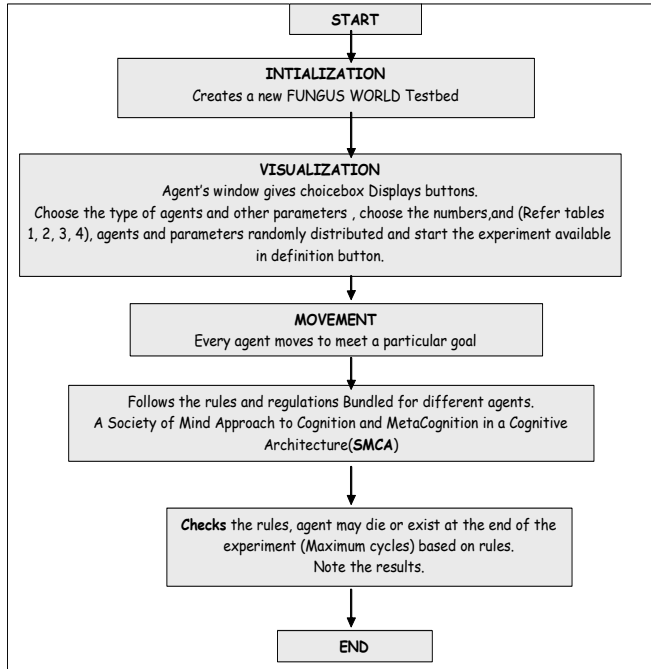 START
INTIALIZATION
Creates a new FUNGUS WORLD Testbed
VISUALIZATION
Agent's window gives choicebox Displays buttons.
Choose the type of agents and other parameters , choose the numbers,and (Refer tables
1, 2, 3, 4), agents and parameters randomly distributed and start the experiment available
in definition button.
MOVEMENT
Every agent moves to meet a particular goal
Follows the rules and regulations Bundled for different agents.
A Society of Mind Approach to Cognition and MetaCognition in a Cognitive
Architecture(SMCA)
Checks the rules, agent may die or exist at the end of the
experiment (Maximum cycles) based on rules.
Note the results.
END